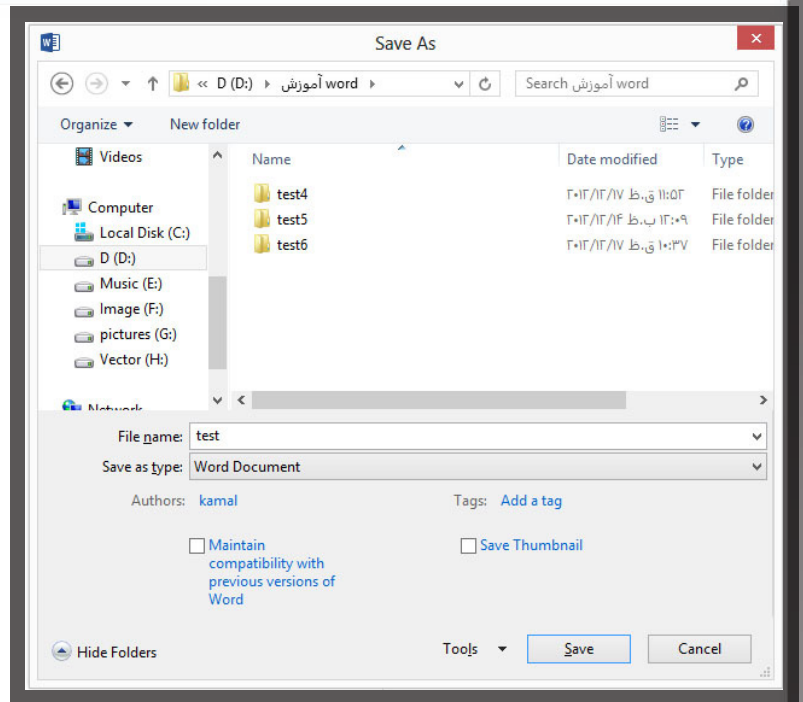 Save As
« D (D:) ▸ آموزش word ▸
Search آموزش word
Organize ▾ New folder
Videos
Name Date modified Type
Computer
test4 ۲۰۱۲/۱۲/۱۷ ق.ظ ۱۱:۵۲ File folder
Local Disk (C:)
test5 ۲۰۱۲/۱۲/۱۴ ب.ظ ۱۲:۰۹ File folder
D (D:)
test6 ۲۰۱۲/۱۲/۱۷ ق.ظ ۱۰:۳۷ File folder
Music (E:)
Image (F:)
pictures (G:)
Vector (H:)
Network
File name: test
Save as type: Word Document
Authors: kamal Tags: Add a tag
Maintain Save Thumbnail
compatibility with
previous versions of
Word
Hide Folders Tools ▾ Save Cancel